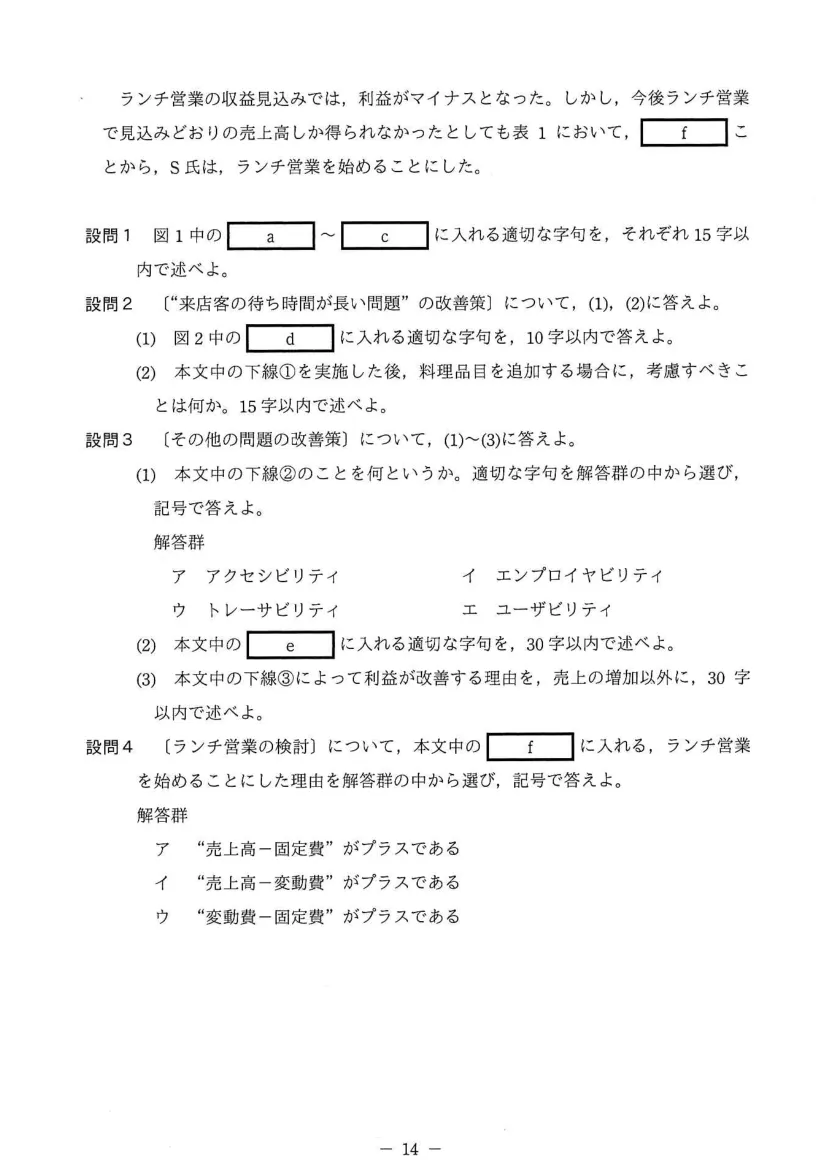 ランチ営業の収益見込みでは，利益がマイナスとなった。しかし，今後ランチ営業
で見込みどおりの売上高しか得られなかったとしても表 1 において， f こ
とから，S 氏は，ランチ営業を始めることにした。
設問1 図 1 中の a ～ c に入れる適切な字句を，それぞれ 15 字以
内で述べよ。
設問2 〔“来店客の待ち時間が長い問題”の改善策〕について，(1)，(2)に答えよ。
(1) 図 2 中の d に入れる適切な字句を，10 字以内で答えよ。
(2) 本文中の下線①を実施した後，料理品目を追加する場合に，考慮すべきこ
とは何か。15 字以内で述べよ。
設問3 〔その他の問題の改善策〕について，(1)～(3)に答えよ。
(1) 本文中の下線②のことを何というか。適切な字句を解答群の中から選び，
記号で答えよ。
解答群
ア アクセシビリティ イ エンプロイヤビリティ
ウ トレーサビリティ エ ユーザビリティ
(2) 本文中の e に入れる適切な字句を，30 字以内で述べよ。
(3) 本文中の下線③によって利益が改善する理由を，売上の増加以外に，30 字
以内で述べよ。
設問4 〔ランチ営業の検討〕について，本文中の f に入れる，ランチ営業
を始めることにした理由を解答群の中から選び，記号で答えよ。
解答群
ア “売上高－固定費”がプラスである
イ “売上高－変動費”がプラスである
ウ “変動費－固定費”がプラスである
－ 14 －